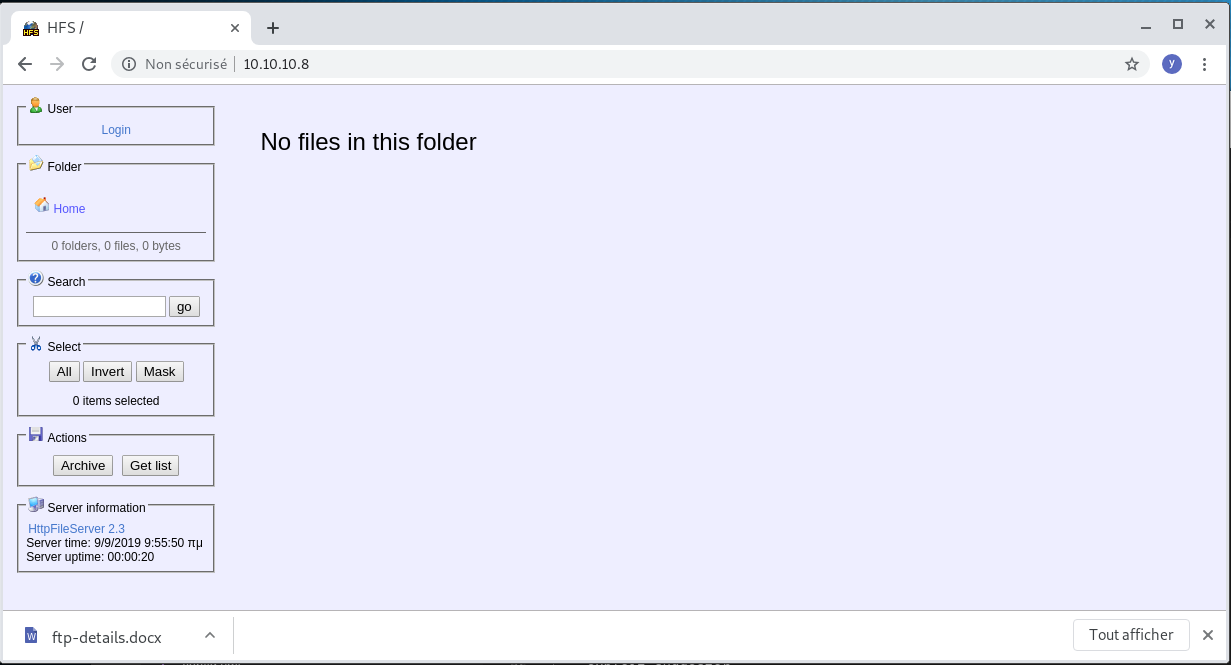 HFS /
Non sécurisé 10.10.10.8
y
User
Login
No files in this folder
Folder
Home
0 folders, 0 files, 0 bytes
Search
go
Select
All Invert Mask
0 items selected
Actions
Archive Get list
Server information
HttpFileServer 2.3
Server time: 9/9/2019 9:55:50 πμ
Server uptime: 00:00:20
ftp-details.docx
Tout afficher